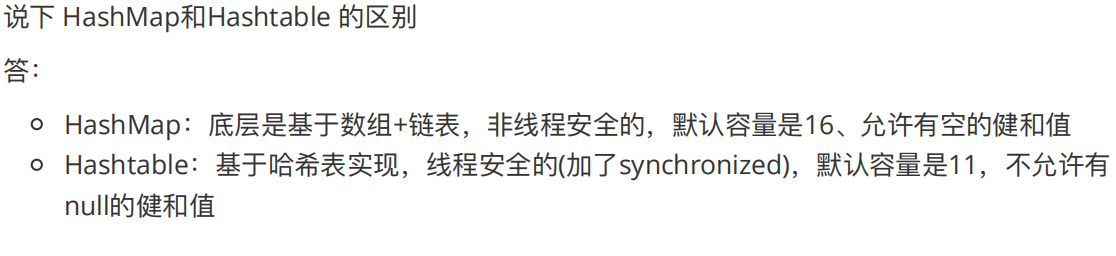 说下 HashMap和Hashtable 的区别
答：
HashMap：底层是基于数组+链表，非线程安全的，默认容量是16、允许有空的健和值
Hashtable：基于哈希表实现，线程安全的(加了synchronized)，默认容量是11，不允许有
null的健和值